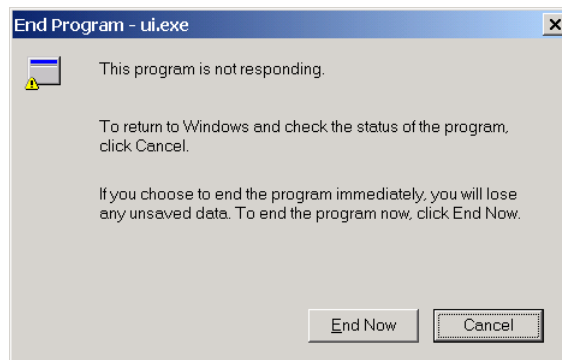 End Program - ui.exe
This program is not responding.
To return to Windows and check the status of the program,
click Cancel.
If you choose to end the program immediately, you will lose
any unsaved data. To end the program now, click End Now.
End Now
Cancel